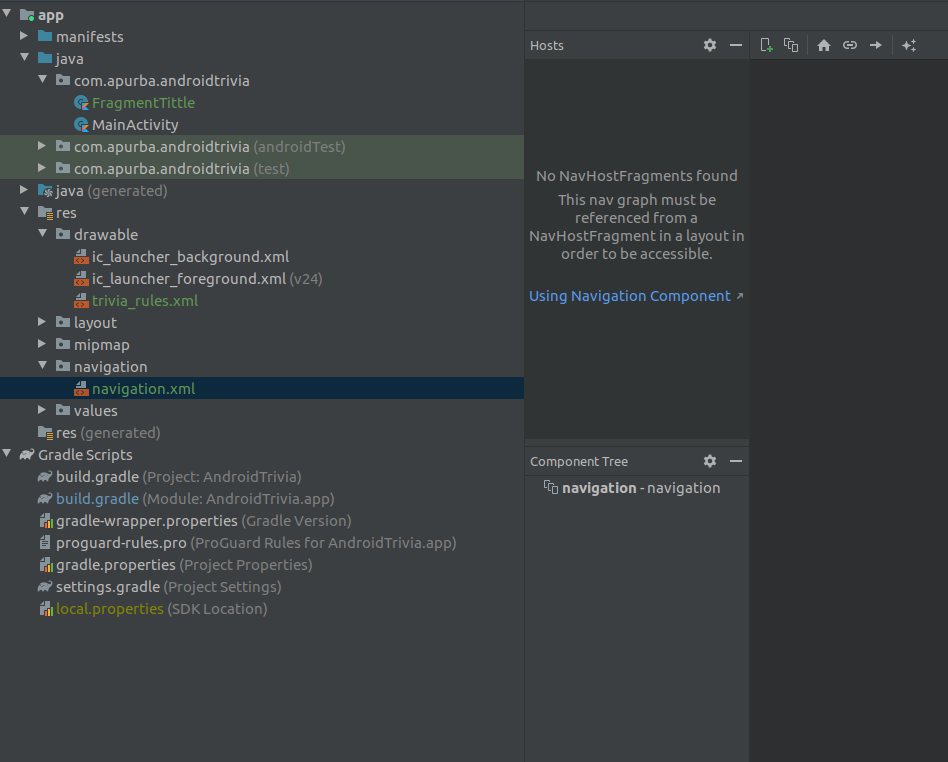 app
manifests
java
com.apurba.androidtrivia
FragmentTittle
MainActivity
com.apurba.androidtrivia (androidTest)
com.apurba.androidtrivia (test)
java (generated)
res
drawable
ic_launcher_background.xml
ic_launcher_foreground.xml (v24)
trivia_rules.xml
layout
mipmap
navigation
navigation.xml
values
res (generated)
Gradle Scripts
build.gradle (Project: AndroidTrivia)
build.gradle (Module: AndroidTrivia.app)
gradle-wrapper.properties (Gradle Version)
proguard-rules.pro (ProGuard Rules for AndroidTrivia.app)
gradle.properties (Project Properties)
settings.gradle (Project Settings)
local.properties (SDK Location)
Hosts
No NavHostFragments found
This nav graph must be
referenced from a
NavHostFragment in a layout in
order to be accessible.
Using Navigation Component
Component Tree
navigation - navigation